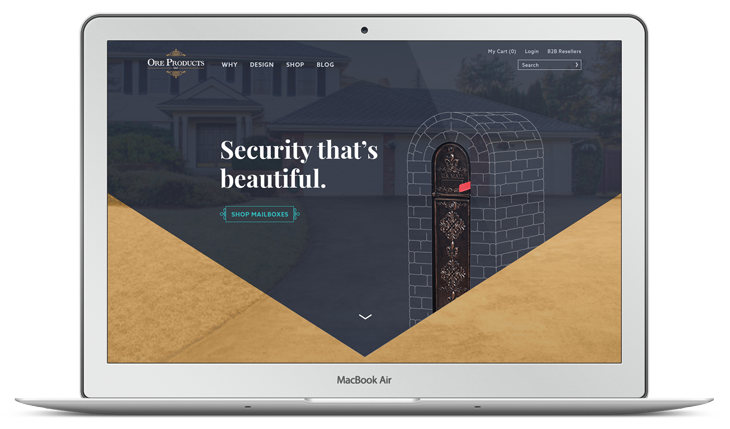 My Cart (0) Login B2B Resellers
ORE PRODUCTS
WHY DESIGN SHOP BLOG
Search
Security that's
beautiful.
SHOP MAILBOXES
MacBook Air